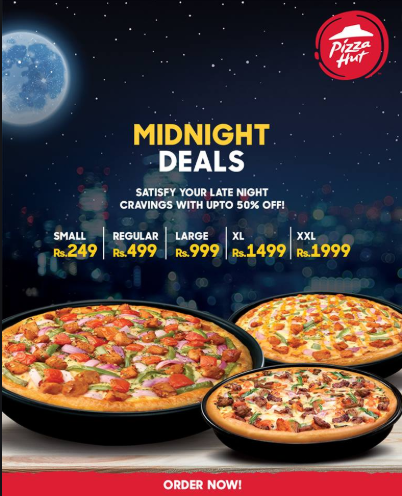 Pizza
Hut
MIDNIGHT
DEALS
SATISFY YOUR LATE NIGHT
CRAVINGS WITH UPTO 50% OFF!
SMALL REGULAR LARGE XL XXL
Rs.249 Rs.499 Rs.999 Rs.1499 Rs.1999
ORDER NOW!